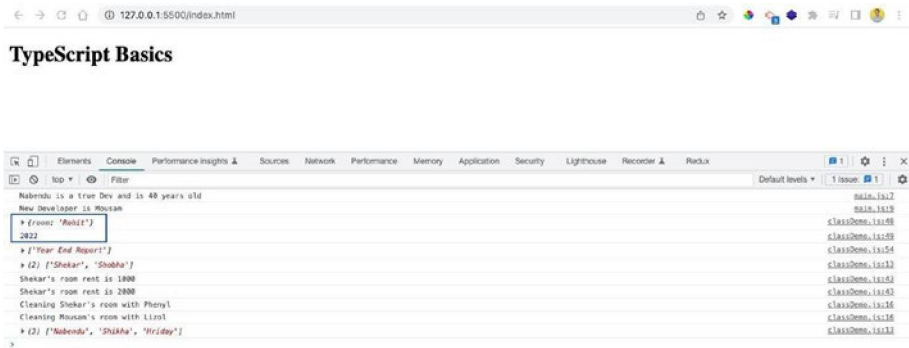 127.0.0.1:5500/index.html
TypeScript Basics
Elements Console Performance insights Sources Network Performance Memory Application Security Lighthouse Recorder Redux 1
top Filter Default levels 1 Issue: 1
Nabendu is a true Dev and is 40 years old main.js:7
New Developer is Mousam main.js:9
{room: 'Rohit'} classDemo.js:48
2022 classDemo.js:49
['Year End Report'] classDemo.js:54
(2) ['Shekar', 'Shobha'] classDemo.js:13
Shekar's room rent is 1000 classDemo.js:43
Shekar's room rent is 2000 classDemo.js:43
Cleaning Shekar's room with Phenyl classDemo.js:16
Cleaning Mousam's room with Lizol classDemo.js:16
(3) ['Nabendu', 'Shikha', 'Hriday'] classDemo.js:13